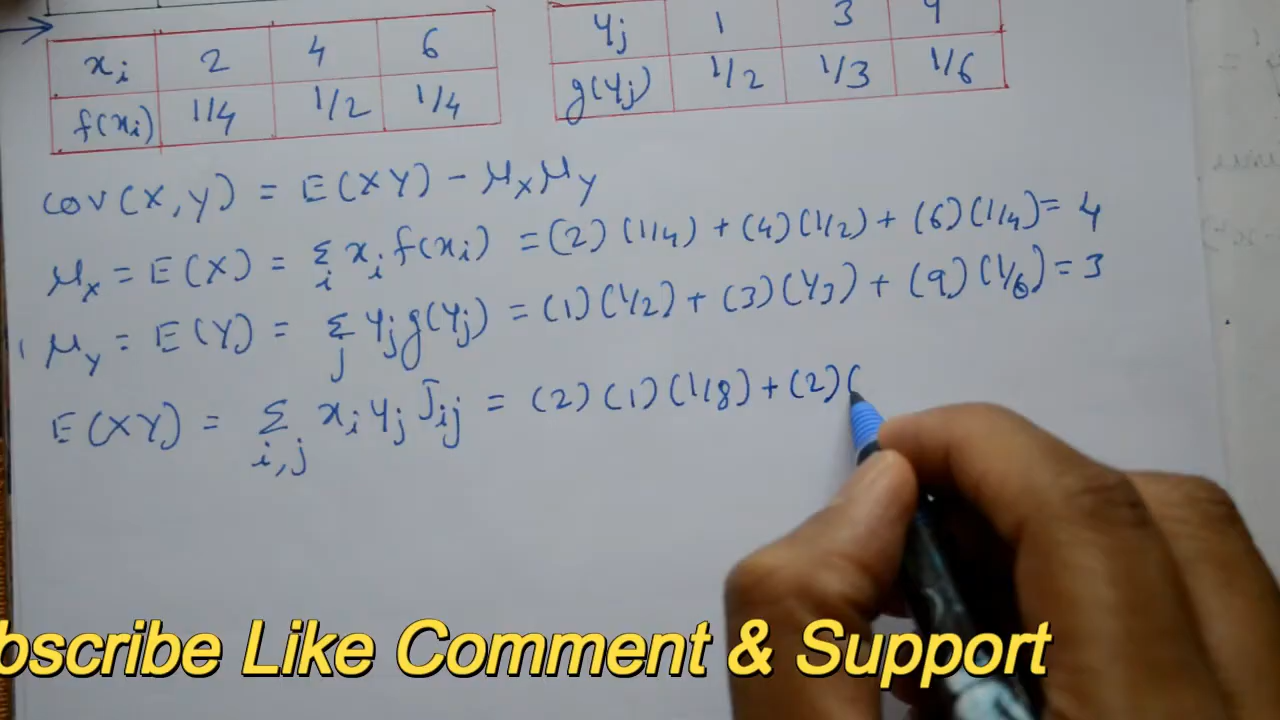 xi 2 4 6
f(xi) 1/4 1/2 1/4
Yj 1 3 9
g(Yj) 1/2 1/3 1/6
COV(X,Y) = E(XY) - μxμy
μx = E(X) = Σi xi f(xi) = (2)(1/4) + (4)(1/2) + (6)(1/4) = 4
μy = E(Y) = Σj Yj g(Yj) = (1)(1/2) + (3)(1/3) + (9)(1/6) = 3
E(XY) = Σi,j xi Yj Jij = (2)(1)(1/8) + (2)(
bscribe Like Comment & Support